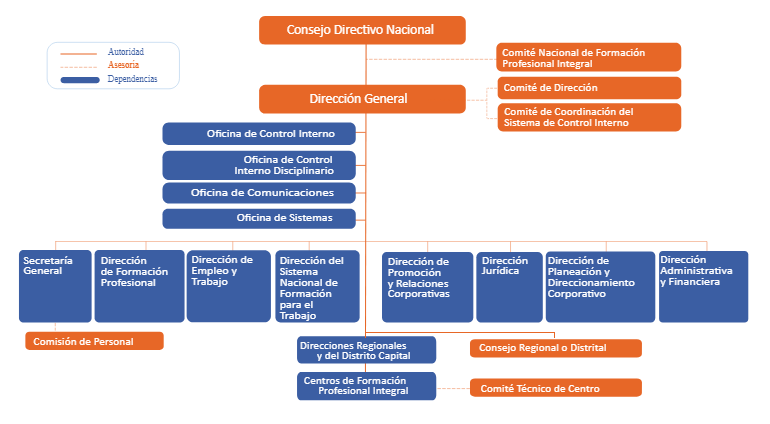 Consejo Directivo Nacional
Autoridad
Asesoría
Dependencias
Comité Nacional de Formación
Profesional Integral
Dirección General
Comité de Dirección
Comité de Coordinación del
Sistema de Control Interno
Oficina de Control Interno
Oficina de Control
Interno Disciplinario
Oficina de Comunicaciones
Oficina de Sistemas
Secretaría
General
Dirección
de Formación
Profesional
Dirección de
Empleo y
Trabajo
Dirección del
Sistema
Nacional de
Formación
para el
Trabajo
Dirección de
Promoción
y Relaciones
Corporativas
Dirección
Jurídica
Dirección de
Planeación y
Direccionamiento
Corporativo
Dirección
Administrativa
y Financiera
Comisión de Personal
Direcciones Regionales
y del Distrito Capital
Consejo Regional o Distrital
Centros de Formación
Profesional Integral
Comité Técnico de Centro